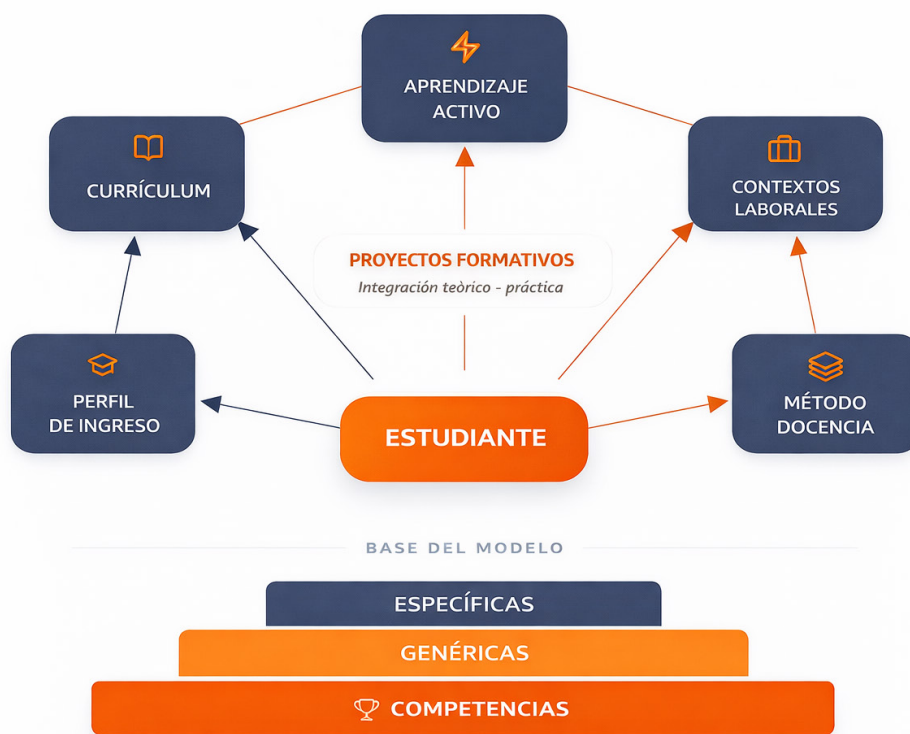 APRENDIZAJE
ACTIVO
CURRÍCULUM
CONTEXTOS
LABORALES
PROYECTOS FORMATIVOS
Integración teòrico - práctica
PERFIL
DE INGRESO
MÉTODO
DOCENCIA
ESTUDIANTE
BASE DEL MODELO
ESPECÍFICAS
GENÉRICAS
COMPETENCIAS